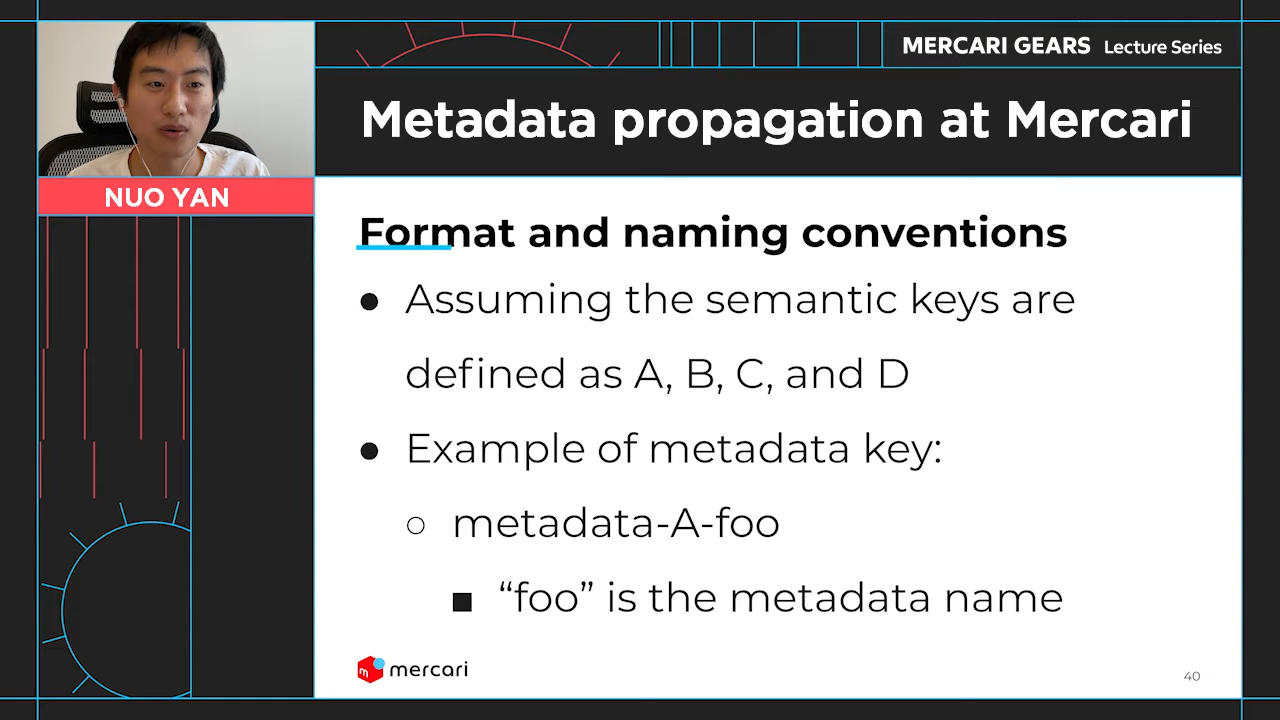 MERCARI GEARS Lecture Series
Metadata propagation at Mercari
NUO YAN
Format and naming conventions
● Assuming the semantic keys are
defined as A, B, C, and D
● Example of metadata key:
○ metadata-A-foo
■ “foo” is the metadata name
m
mercari
40